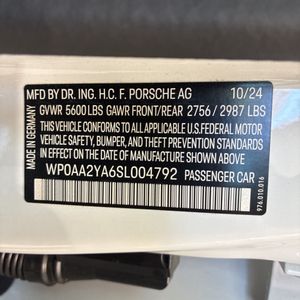 MFD BY DR. ING. H.C. F. PORSCHE AG 10/24
GVWR 5600 LBS GAWR FRONT/REAR 2756 / 2987 LBS
THIS VEHICLE CONFORMS TO ALL APPLICABLE U.S. FEDERAL MOTOR
VEHICLE SAFETY, BUMPER, AND THEFT PREVENTION STANDARDS
IN EFFECT ON THE DATE OF MANUFACTURE SHOWN ABOVE.
WP0AA2YA6SL004792 PASSENGER CAR
MADE IN GERMANY
976.010.016